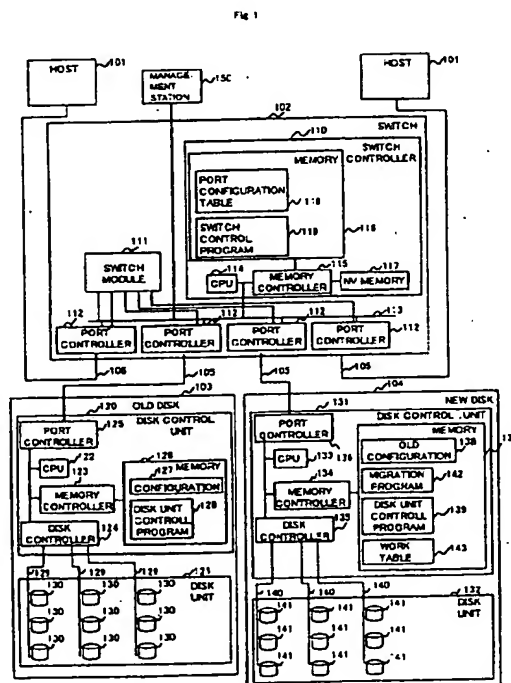 Fig 1
HOST
101
MANAGE-
MENT
STATION
150
HOST
101
102
SWITCH
110
SWITCH
CONTROLLER
MEMORY
PORT
CONFIGURATION
TABLE
118
SWITCH
CONTROL
PROGRAM
119
116
111
SWITCH
MODULE
114
CPU
115
MEMORY
CONTROLLER
117
NV MEMORY
112
PORT
CONTROLLER
112
PORT
CONTROLLER
112
PORT
CONTROLLER
113
PORT
CONTROLLER
112
106
105
105
105
103
OLD DISK
120
DISK CONTROL
UNIT
PORT
CONTROLLER
125
122
CPU
123
MEMORY
CONTROLLER
126
MEMORY
127
CONFIGURATION
DISK UNIT
CONTROLL
PROGRAM
128
DISK
CONTROLLER
124
129
129
129
121
DISK
UNIT
130
130
130
130
130
130
130
130
130
104
NEW DISK
131
DISK CONTROL UNIT
PORT
CONTROLLER
136
133
CPU
134
MEMORY
CONTROLLER
MEMORY
OLD
CONFIGURATION
138
MIGRATION
PROGRAM
142
DISK UNIT
CONTROLL
PROGRAM
139
WORK
TABLE
143
DISK
CONTROLLER
135
140
140
140
132
DISK
UNIT
141
141
141
141
141
141
141
141
141